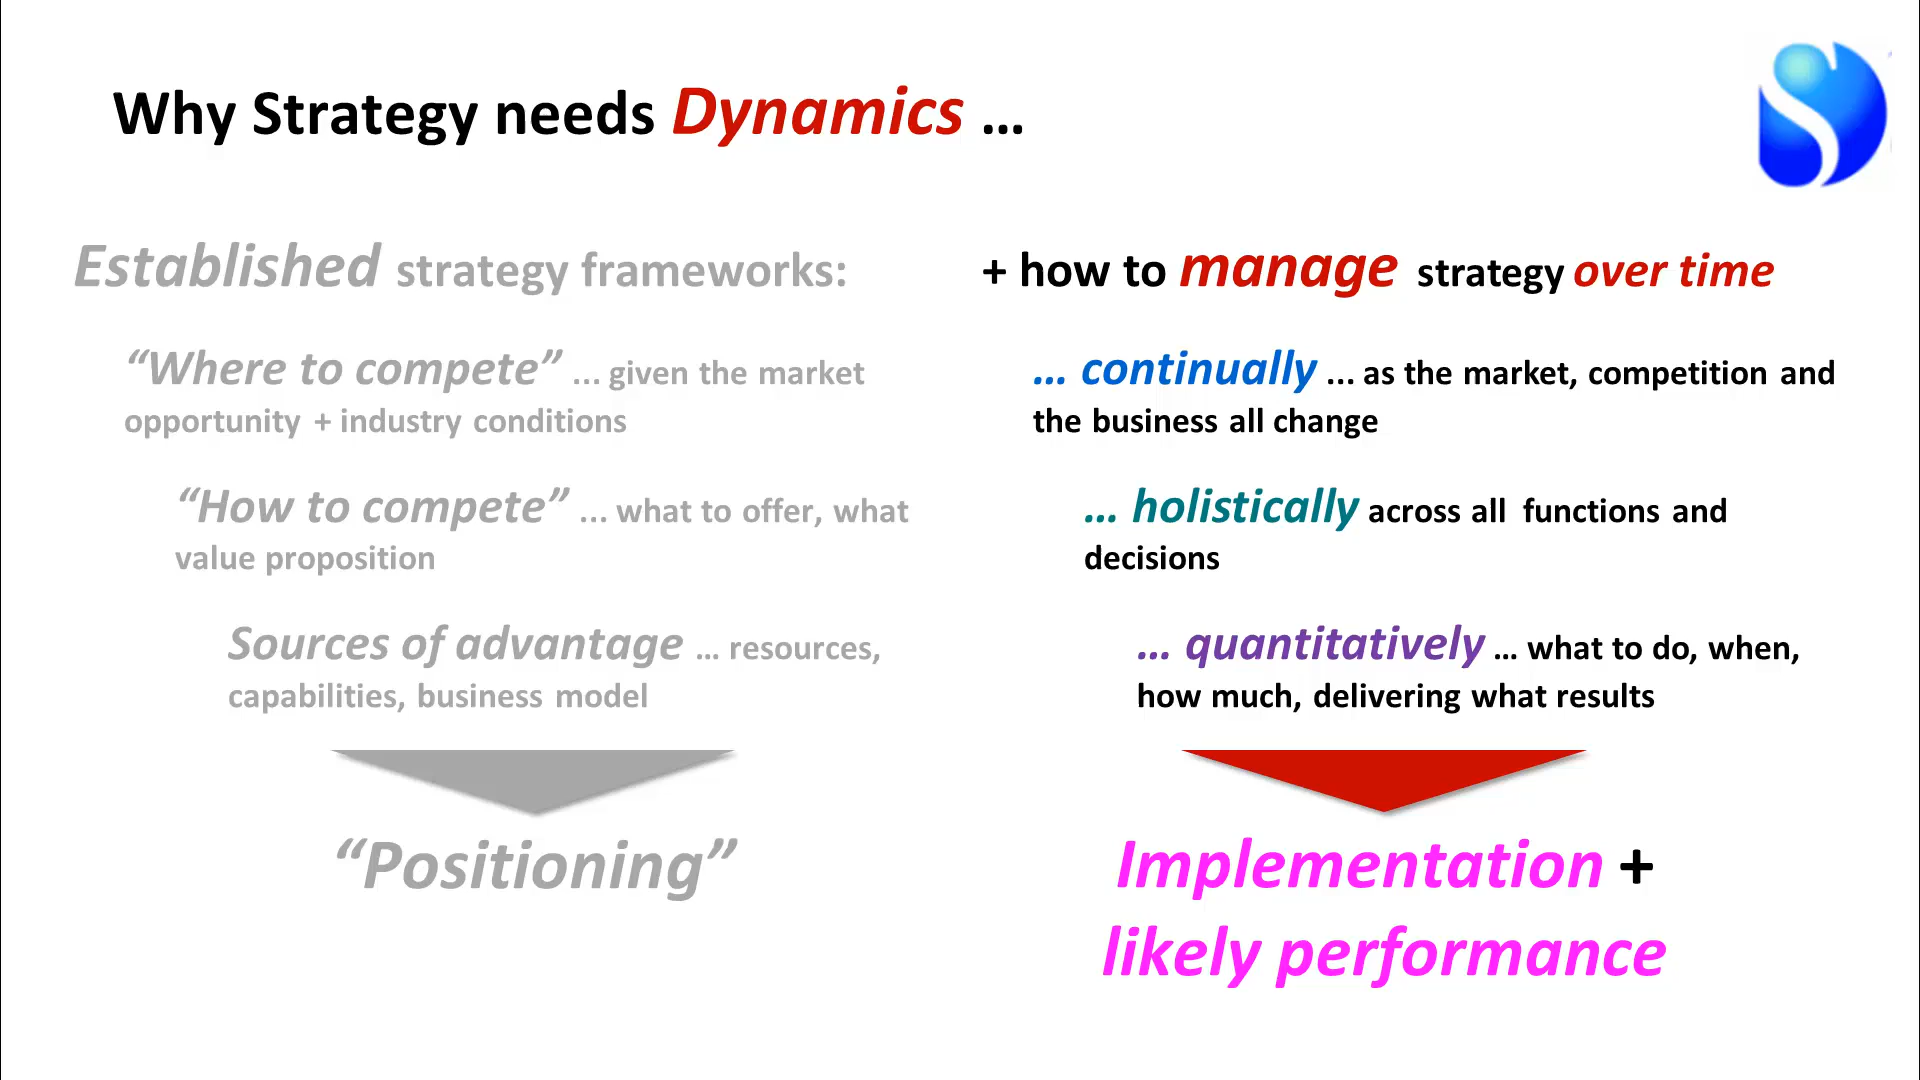 Why Strategy needs Dynamics ...
Established strategy frameworks:
“Where to compete” ... given the market
opportunity + industry conditions
“How to compete” ... what to offer, what
value proposition
Sources of advantage ... resources,
capabilities, business model
“Positioning”
+ how to manage strategy over time
... continually ... as the market, competition and
the business all change
... holistically across all functions and
decisions
... quantitatively ... what to do, when,
how much, delivering what results
Implementation +
likely performance